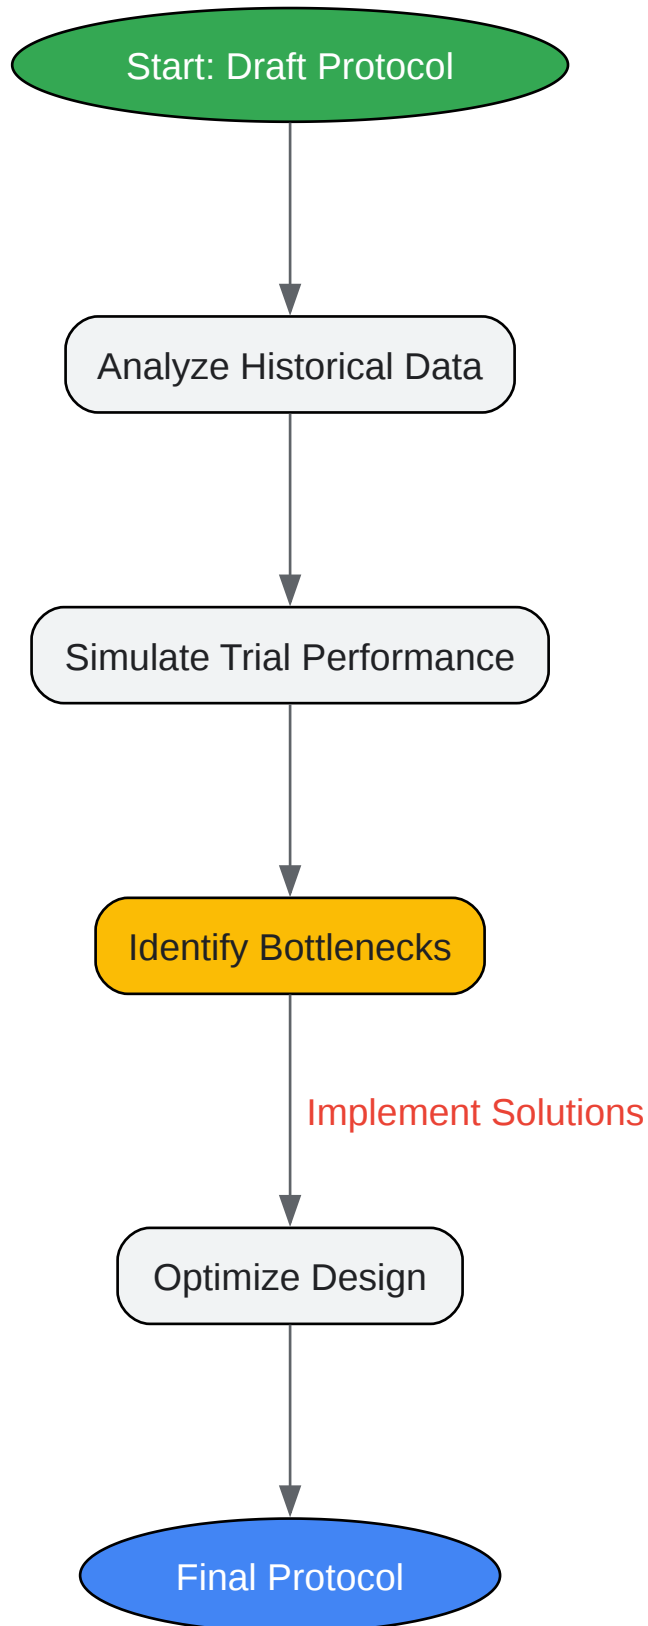 Start: Draft Protocol
Analyze Historical Data
Simulate Trial Performance
Identify Bottlenecks
Implement Solutions
Optimize Design
Final Protocol